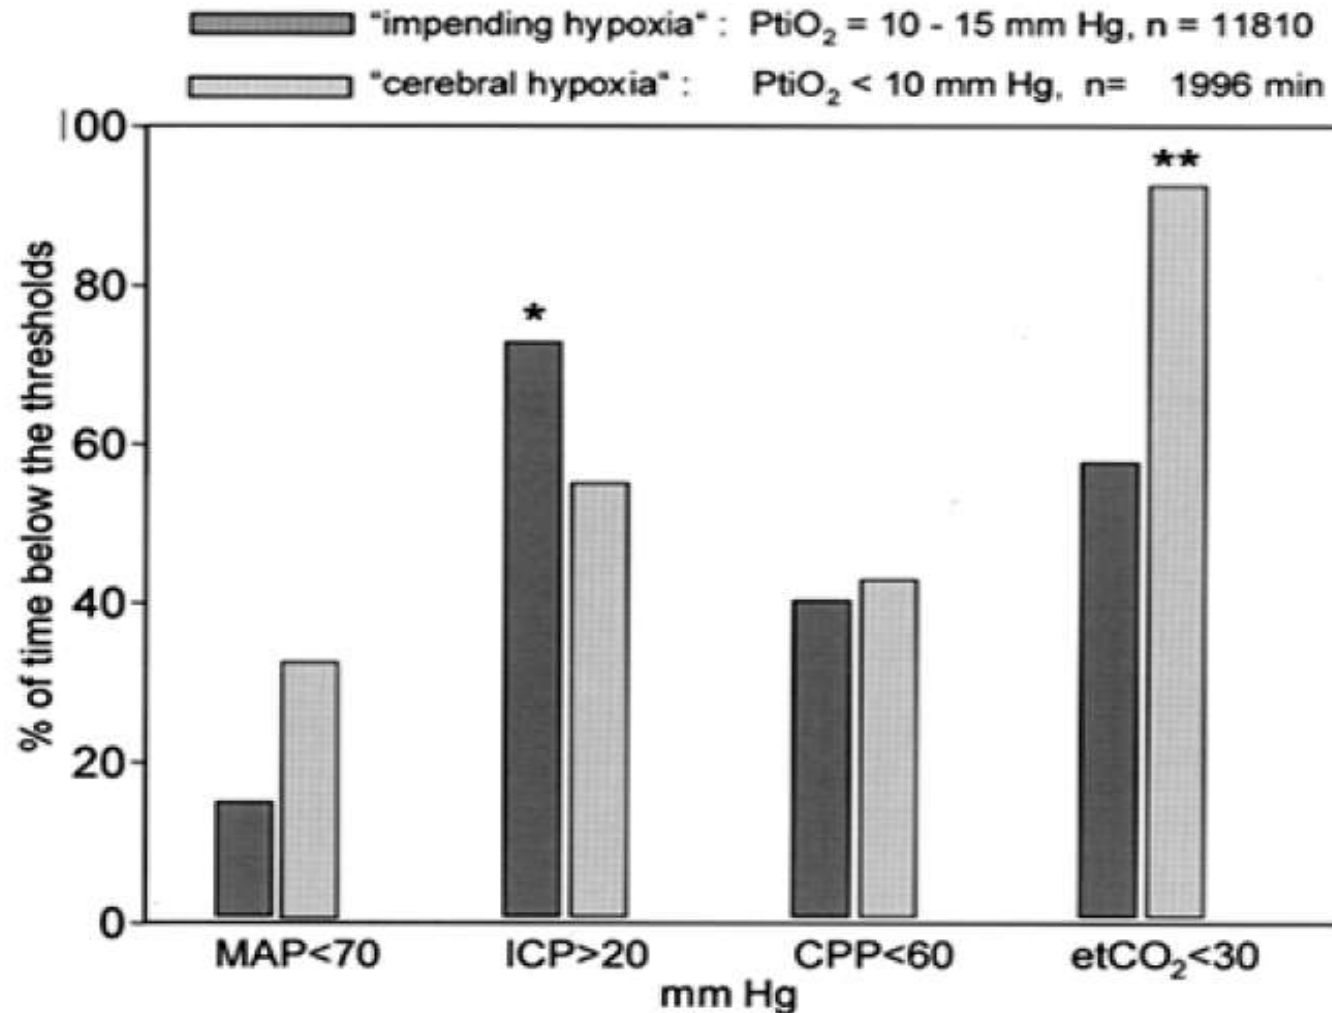 "impending hypoxia" : PtiO₂ = 10 - 15 mm Hg, n = 11810
"cerebral hypoxia" : PtiO₂ < 10 mm Hg, n= 1996 min
% of time below the thresholds
100
80
60
40
20
0
*
**
MAP<70 ICP>20 CPP<60 etCO₂<30
mm Hg